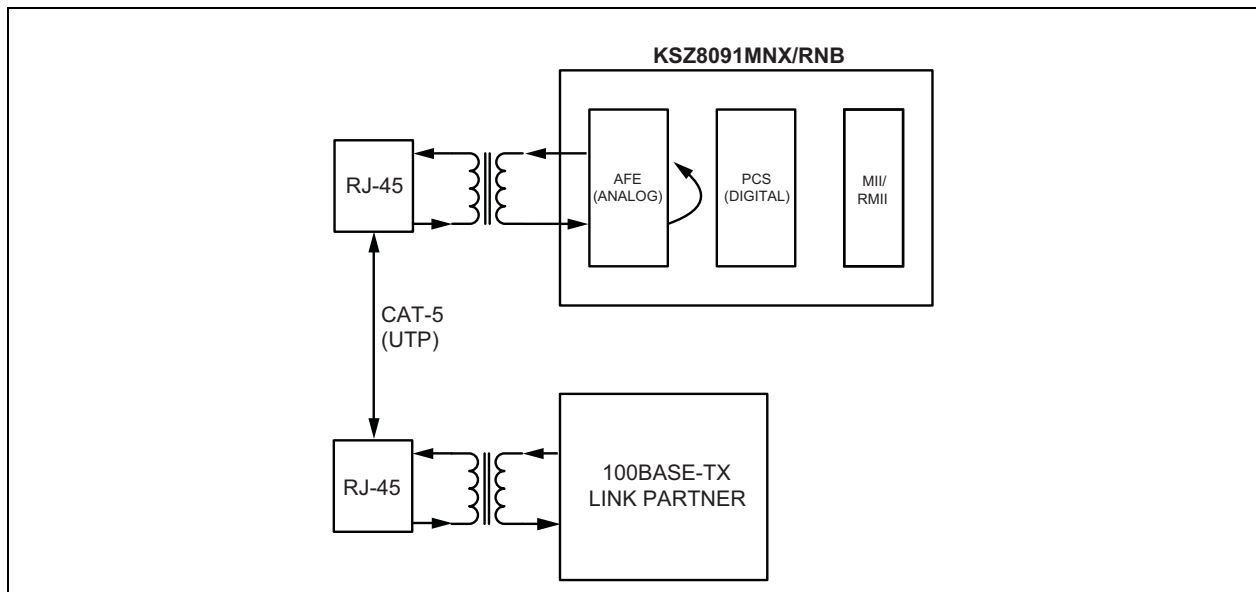 KSZ8091MNX/RNB
RJ-45
AFE
(ANALOG)
PCS
(DIGITAL)
MII/
RMII
CAT-5
(UTP)
RJ-45
100BASE-TX
LINK PARTNER